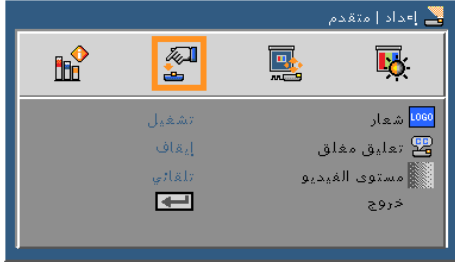 إعداد | متقدم
LOGO شعار تشغيل
تعليق مغلق إيقاف
مستوى الفيديو تلقائي
خروج